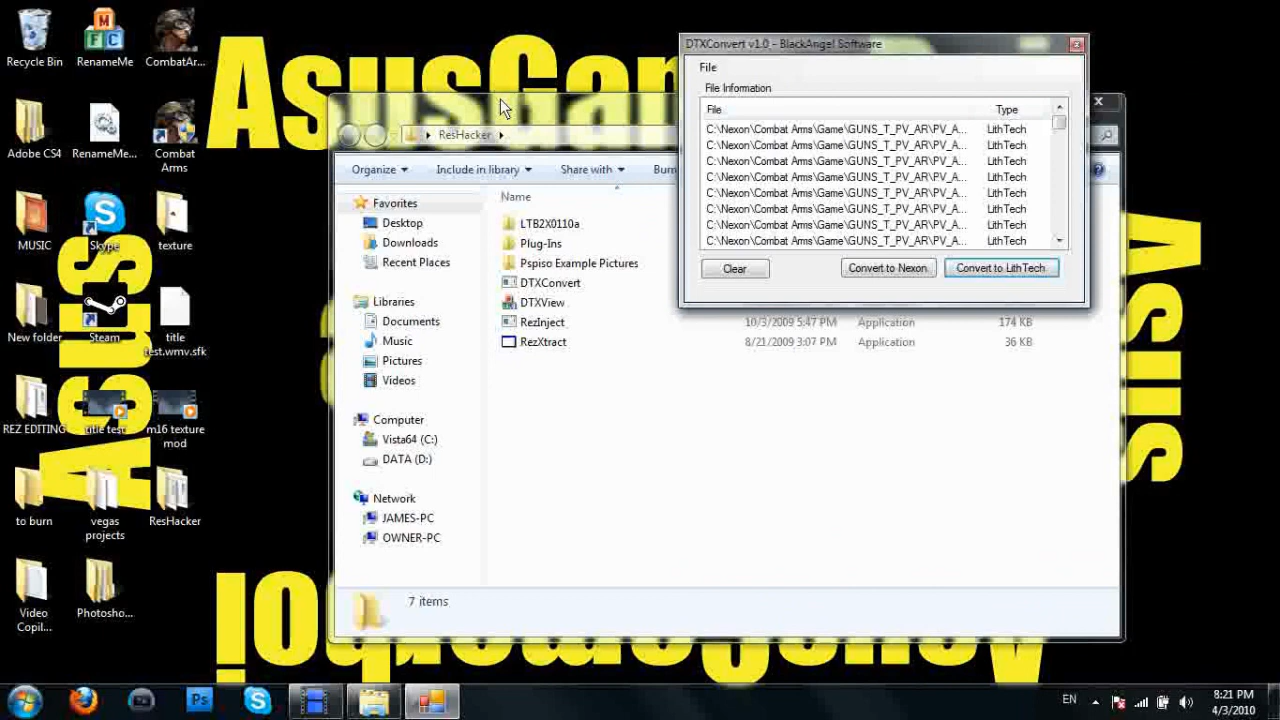 AsusGam
Asus
Asus
Recycle Bin
RenameMe
CombatAr...
Adobe CS4
RenameMe...
Combat
Arms
MUSIC
Skype
texture
New folder
Steam
title
test.wmv.sfk
REZ EDITING
title test
m16 texture
mod
to burn
vegas
projects
ResHacker
Video
Copil...
Photosho...
ResHacker
Organize
Include in library
Share with
Burn
Favorites
Desktop
Downloads
Recent Places
Libraries
Documents
Music
Pictures
Videos
Computer
Vista64 (C:)
DATA (D:)
Network
JAMES-PC
OWNER-PC
Name
LTB2X0110a
Plug-Ins
Pspiso Example Pictures
DTXConvert
DTXView
RezInject 10/3/2009 5:47 PM Application 174 KB
RezXtract 8/21/2009 3:07 PM Application 36 KB
7 items
DTXConvert v1.0 - BlackAngel Software
File
File Information
File Type
C:\Nexon\Combat Arms\Game\GUNS_T_PV_AR\PV_A... LithTech
C:\Nexon\Combat Arms\Game\GUNS_T_PV_AR\PV_A... LithTech
C:\Nexon\Combat Arms\Game\GUNS_T_PV_AR\PV_A... LithTech
C:\Nexon\Combat Arms\Game\GUNS_T_PV_AR\PV_A... LithTech
C:\Nexon\Combat Arms\Game\GUNS_T_PV_AR\PV_A... LithTech
C:\Nexon\Combat Arms\Game\GUNS_T_PV_AR\PV_A... LithTech
C:\Nexon\Combat Arms\Game\GUNS_T_PV_AR\PV_A... LithTech
C:\Nexon\Combat Arms\Game\GUNS_T_PV_AR\PV_A... LithTech
Clear
Convert to Nexon
Convert to LithTech
EN
8:21 PM
4/3/2010